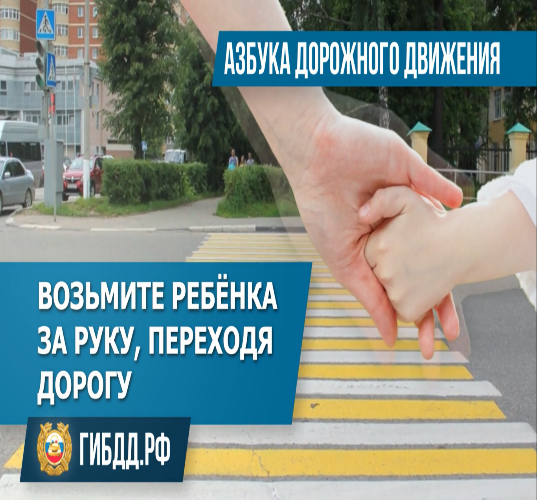 АЗБУКА ДОРОЖНОГО ДВИЖЕНИЯ
ВОЗЬМИТЕ РЕБЁНКА
ЗА РУКУ, ПЕРЕХОДЯ
ДОРОГУ
ГИБДД.РФ